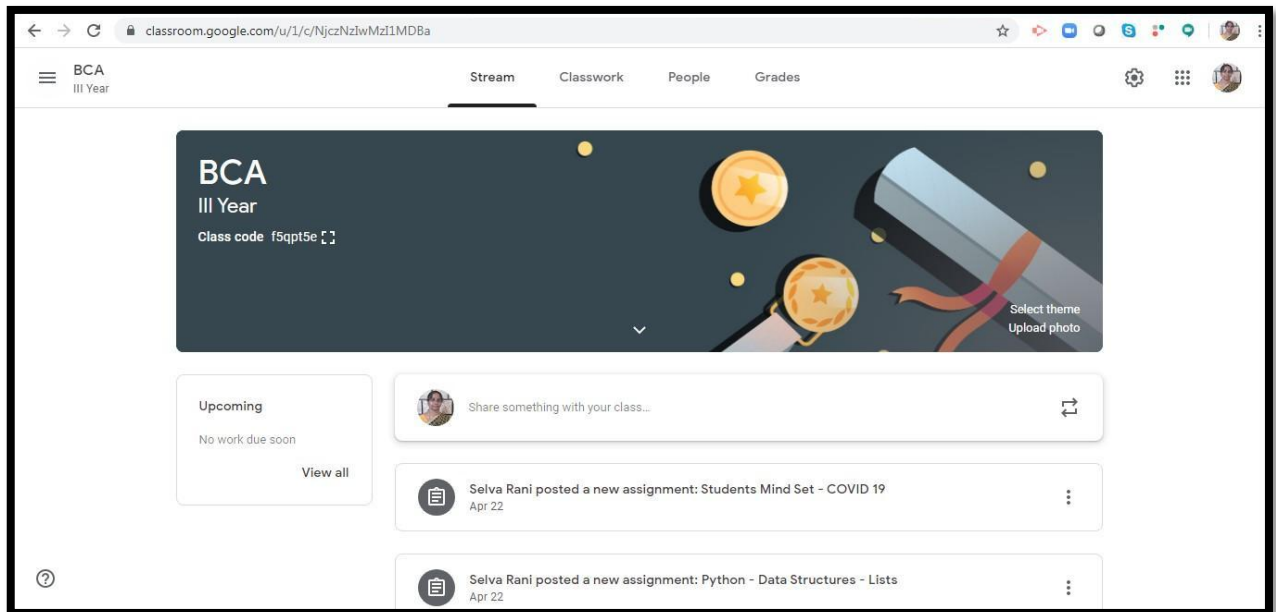 classroom.google.com/u/1/c/NjczNzIwMzI1MDBa
BCA
III Year
Stream Classwork People Grades
BCA
III Year
Class code f5qpt5e
Select theme
Upload photo
Upcoming
No work due soon
View all
Share something with your class...
Selva Rani posted a new assignment: Students Mind Set - COVID 19
Apr 22
Selva Rani posted a new assignment: Python - Data Structures - Lists
Apr 22